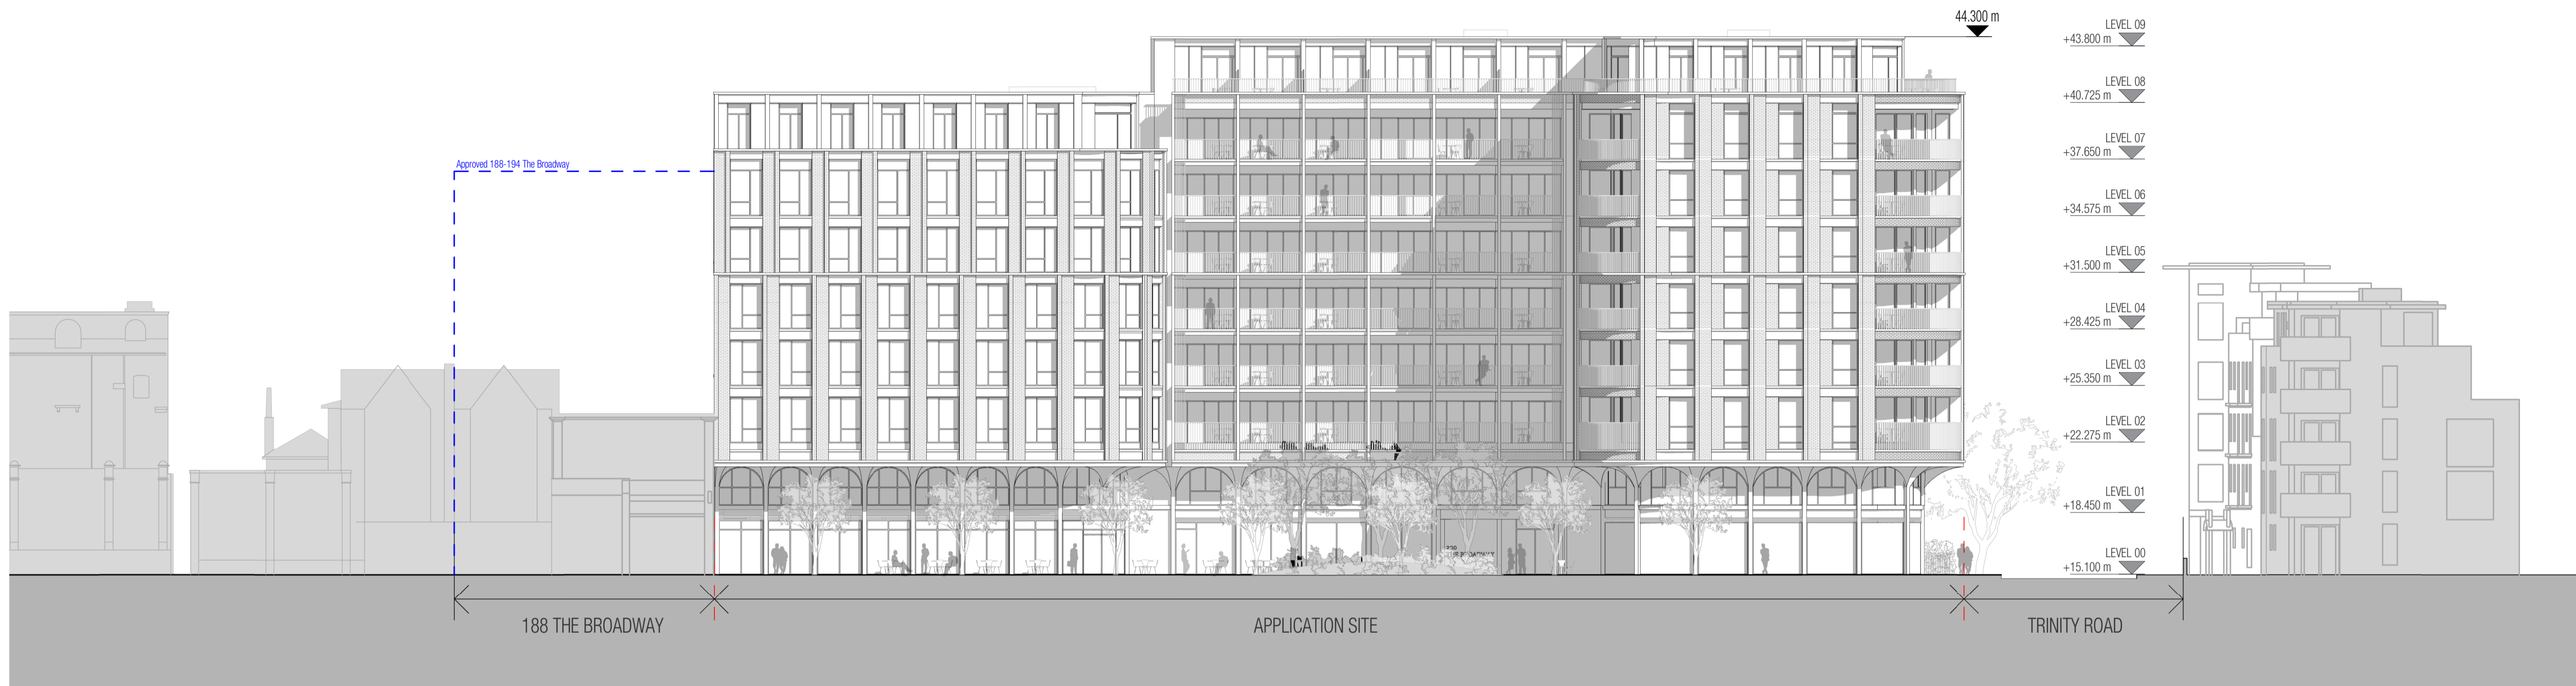 44.300 m
LEVEL 09
+43.800 m
LEVEL 08
+40.725 m
LEVEL 07
+37.650 m
Approved 188-194 The Broadway
LEVEL 06
+34.575 m
LEVEL 05
+31.500 m
LEVEL 04
+28.425 m
LEVEL 03
+25.350 m
LEVEL 02
+22.275 m
LEVEL 01
+18.450 m
BROADWAY
LEVEL 00
+15.100 m
188 THE BROADWAY
APPLICATION SITE
TRINITY ROAD